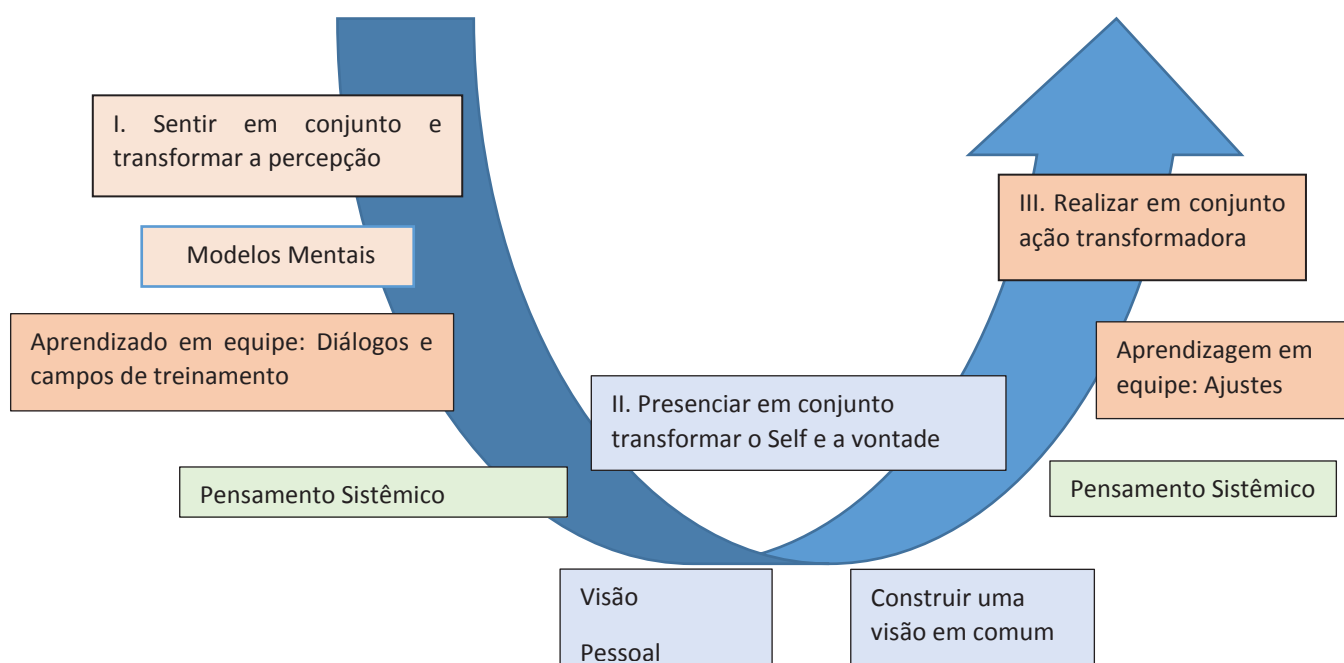 I. Sentir em conjunto e
transformar a percepção
Modelos Mentais
Aprendizado em equipe: Diálogos e
campos de treinamento
Pensamento Sistêmico
II. Presenciar em conjunto
transformar o Self e a vontade
Visão
Pessoal
Construir uma
visão em comum
III. Realizar em conjunto
ação transformadora
Aprendizagem em
equipe: Ajustes
Pensamento Sistêmico